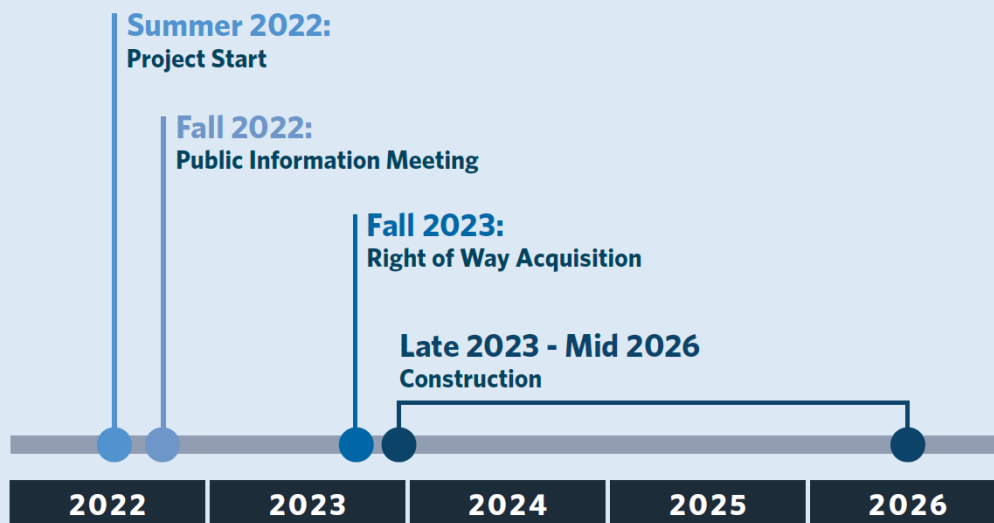 Summer 2022:
Project Start
Fall 2022:
Public Information Meeting
Fall 2023:
Right of Way Acquisition
Late 2023 - Mid 2026
Construction
2022 2023 2024 2025 2026